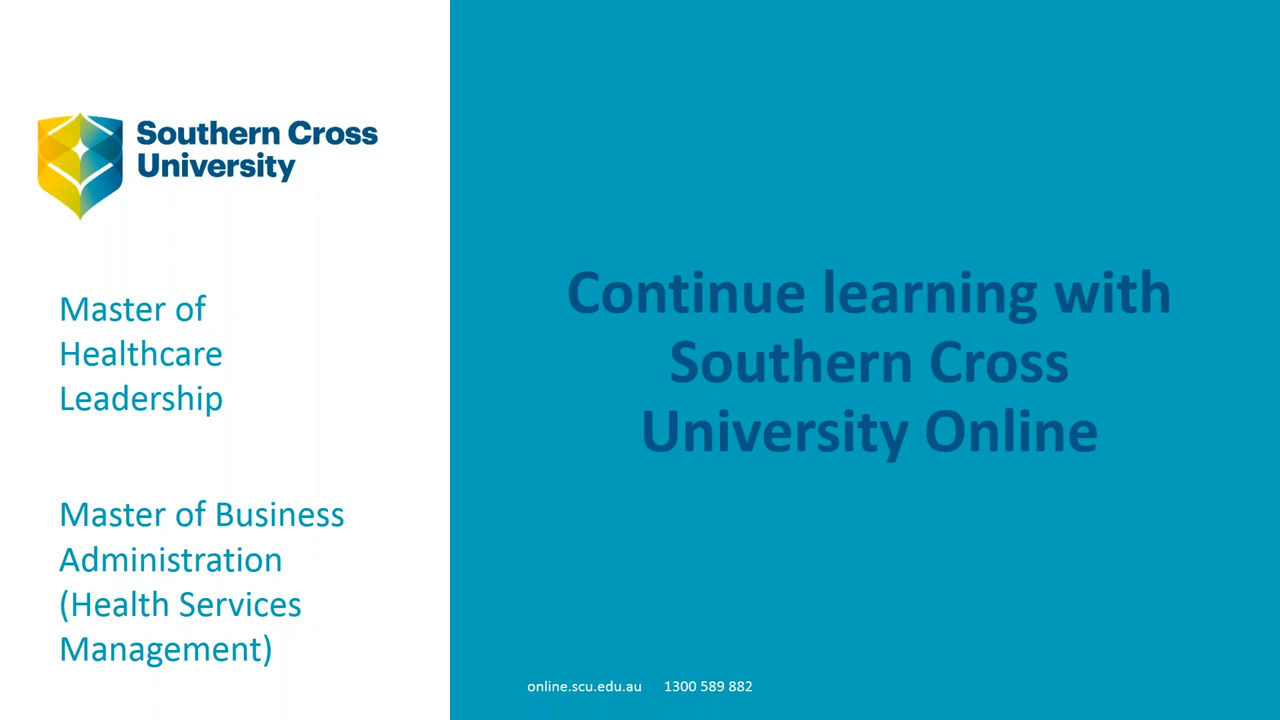 Southern Cross
University
Master of
Healthcare
Leadership
Master of Business
Administration
(Health Services
Management)
Continue learning with
Southern Cross
University Online
online.scu.edu.au 1300 589 882